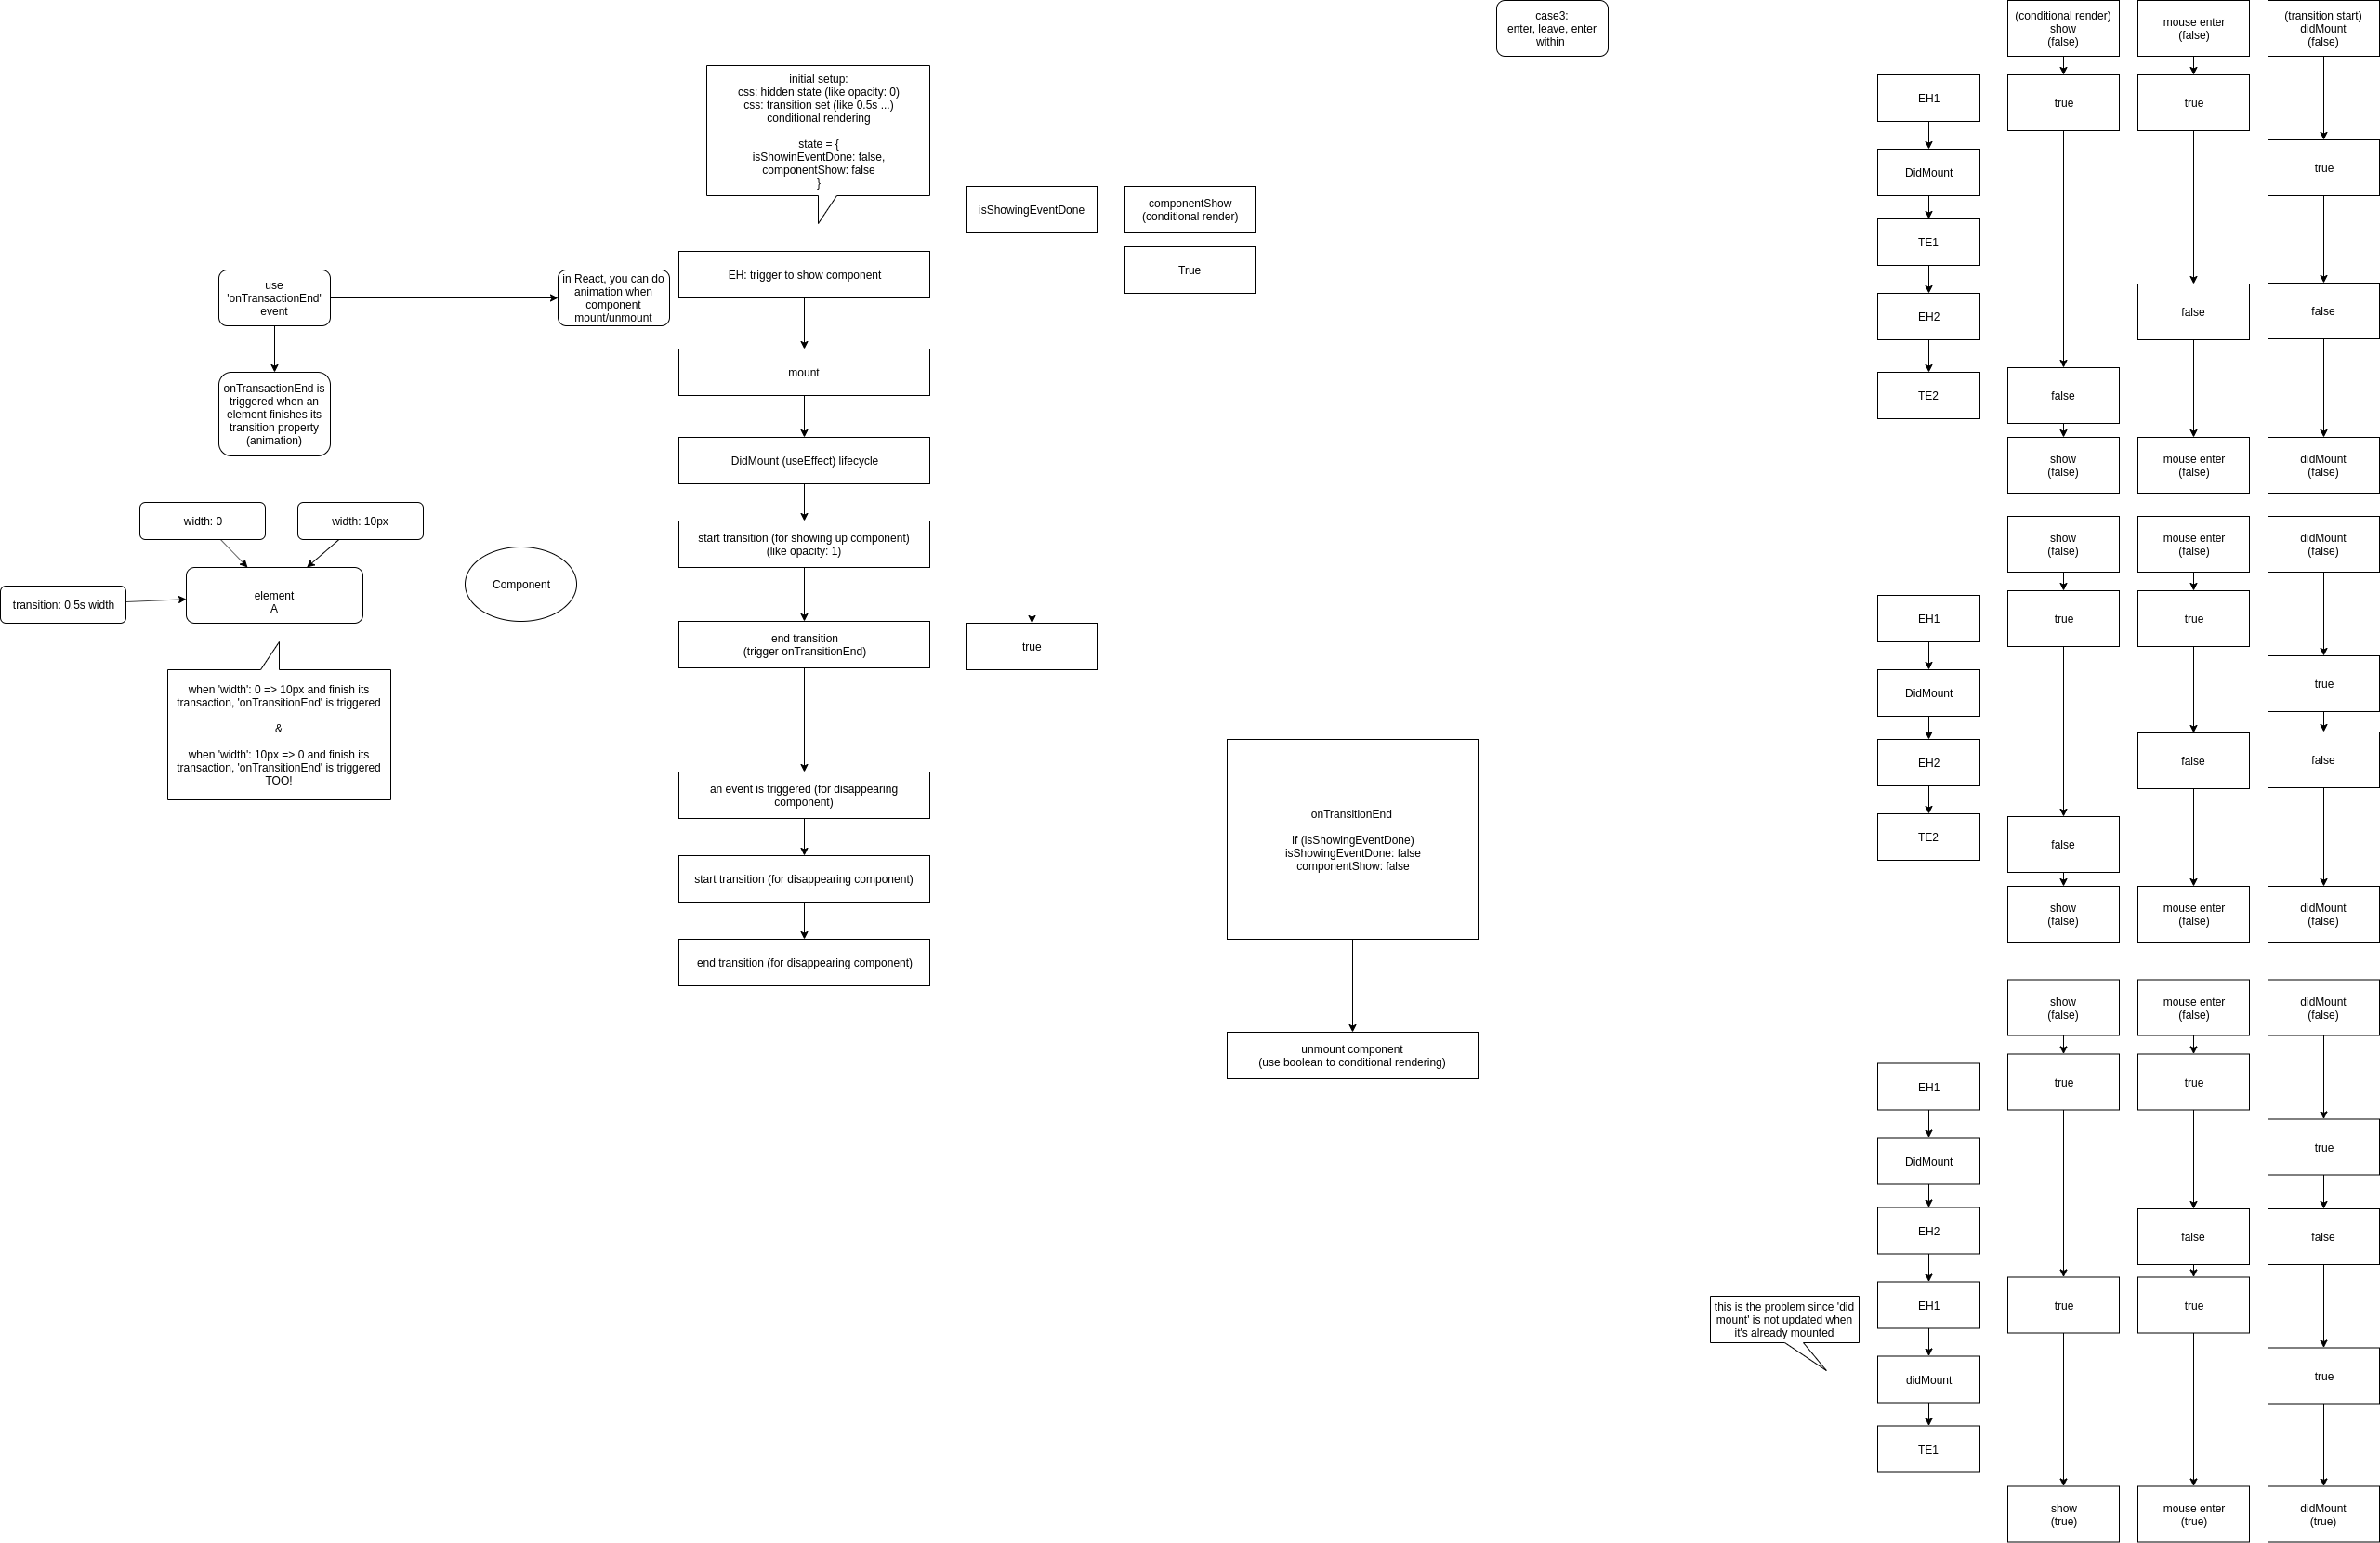 case3:
enter, leave, enter
within
(conditional render)
show
(false)
mouse enter
(false)
(transition start)
didMount
(false)
initial setup:
css: hidden state (like opacity: 0)
css: transition set (like 0.5s ...)
conditional rendering
state = {
isShowinEventDone: false,
componentShow: false
}
isShowingEventDone
componentShow
(conditional render)
True
use
'onTransactionEnd'
event
in React, you can do
animation when
component
mount/unmount
onTransactionEnd is
triggered when an
element finishes its
transition property
(animation)
width: 0
width: 10px
transition: 0.5s width
element
A
Component
when 'width': 0 => 10px and finish its
transaction, 'onTransitionEnd' is triggered
&
when 'width': 10px => 0 and finish its
transaction, 'onTransitionEnd' is triggered
TOO!
EH: trigger to show component
mount
DidMount (useEffect) lifecycle
start transition (for showing up component)
(like opacity: 1)
end transition
(trigger onTransitionEnd)
true
an event is triggered (for disappearing
component)
start transition (for disappearing component)
end transition (for disappearing component)
onTransitionEnd
if (isShowingEventDone)
isShowingEventDone: false
componentShow: false
unmount component
(use boolean to conditional rendering)
EH1
true
true
DidMount
true
TE1
EH2
false
false
TE2
false
show
(false)
mouse enter
(false)
didMount
(false)
show
(false)
mouse enter
(false)
didMount
(false)
EH1
true
true
DidMount
true
EH2
false
false
TE2
false
show
(false)
mouse enter
(false)
didMount
(false)
show
(false)
mouse enter
(false)
didMount
(false)
EH1
true
true
DidMount
true
EH2
false
false
EH1
true
true
this is the problem since 'did
mount' is not updated when
it's already mounted
didMount
true
TE1
show
(true)
mouse enter
(true)
didMount
(true)